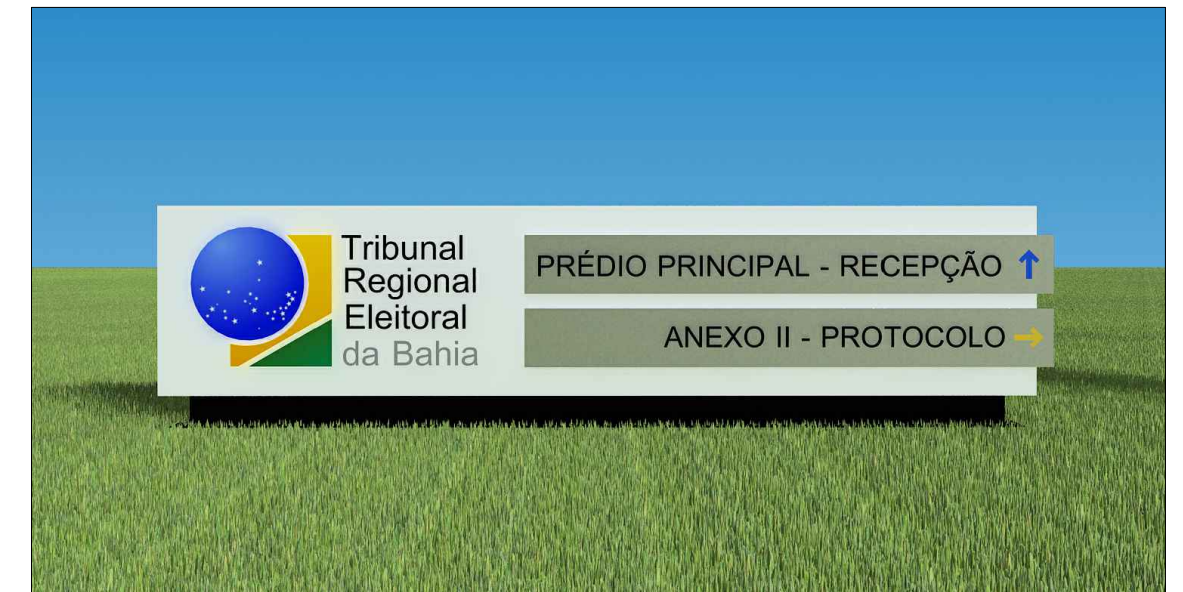 Tribunal
Regional
Eleitoral
da Bahia
PRÉDIO PRINCIPAL - RECEPÇÃO ↑
ANEXO II - PROTOCOLO →